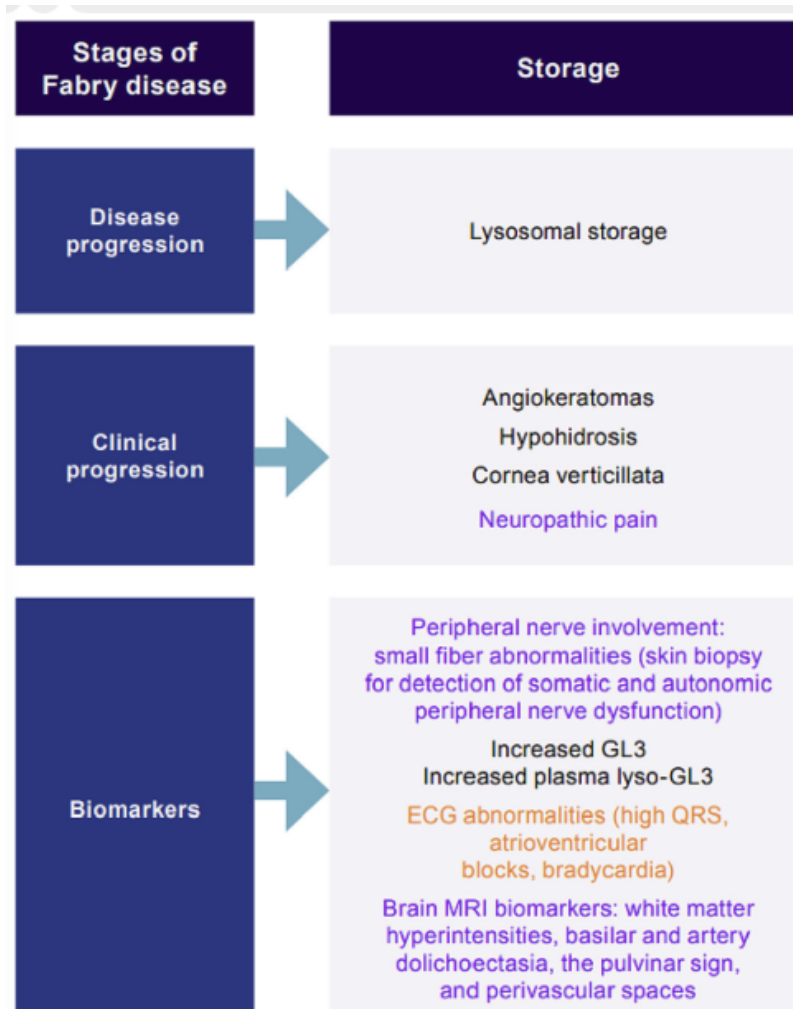 Stages of
Fabry disease
Storage
Disease
progression
Lysosomal storage
Clinical
progression
Angiokeratomas
Hypohidrosis
Cornea verticillata
Neuropathic pain
Biomarkers
Peripheral nerve involvement:
small fiber abnormalities (skin biopsy
for detection of somatic and autonomic
peripheral nerve dysfunction)
Increased GL3
Increased plasma lyso-GL3
ECG abnormalities (high QRS,
atrioventricular
blocks, bradycardia)
Brain MRI biomarkers: white matter
hyperintensities, basilar and artery
dolichoectasia, the pulvinar sign,
and perivascular spaces